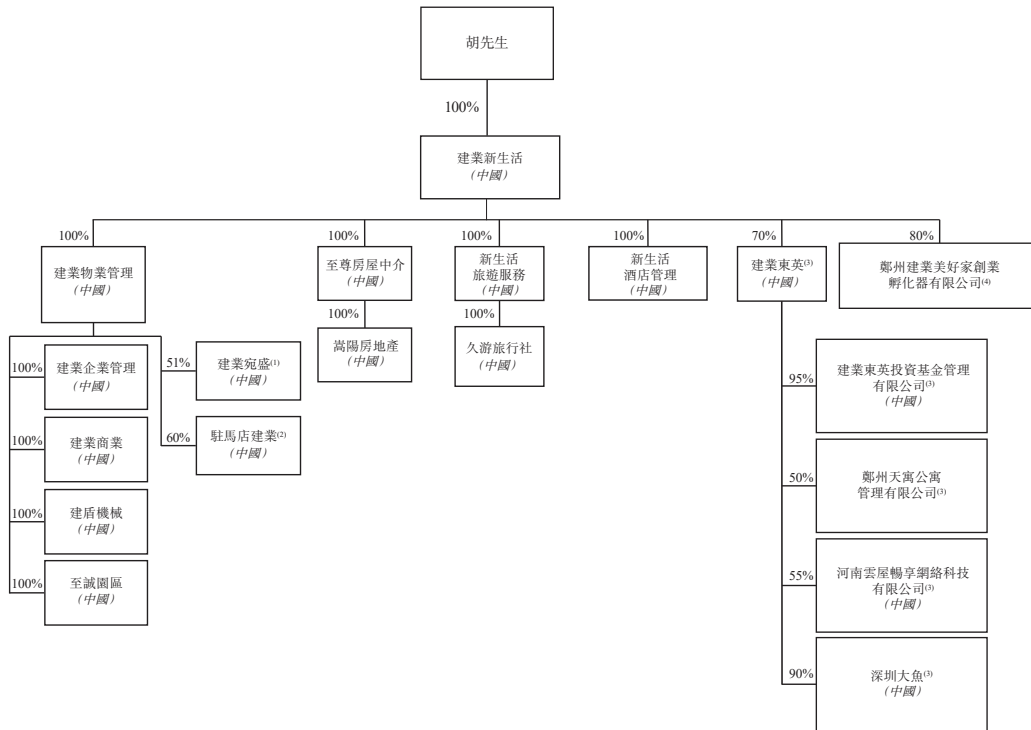 胡先生
100%
建業新生活
（中國）
100%
100%
100%
100%
70%
80%
建業物業管理
（中國）
至尊房屋中介
（中國）
新生活
旅遊服務
（中國）
新生活
酒店管理
建業東英(3)
（中國）
鄭州建業美好家創業
孵化器有限公司(4)
100%
建業企業管理
（中國）
51%
建業宛盛(1)
（中國）
100%
嵩陽房地產
（中國）
100%
久游旅行社
（中國）
95%
建業東英投資基金管理
有限公司(3)
（中國）
100%
建業商業
（中國）
60%
駐馬店建業(2)
（中國）
50%
鄭州天寓公寓
管理有限公司(3)
100%
建盾機械
（中國）
55%
河南雲屋暢享網絡科技
有限公司(3)
（中國）
100%
至誠園區
（中國）
90%
深圳大魚(3)
（中國）